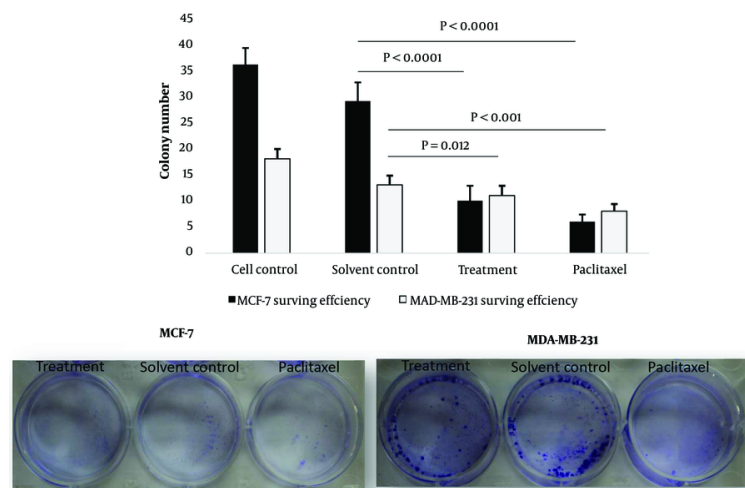 45
40
35
30
25
20
15
10
5
0
Colony number
P < 0.0001
P < 0.0001
P < 0.001
P = 0.012
Cell control Solvent control Treatment Paclitaxel
MCF-7 surving effciency MAD-MB-231 surving effciency
MCF-7
Treatment Solvent control Paclitaxel
MDA-MB-231
Treatment Solvent control Paclitaxel